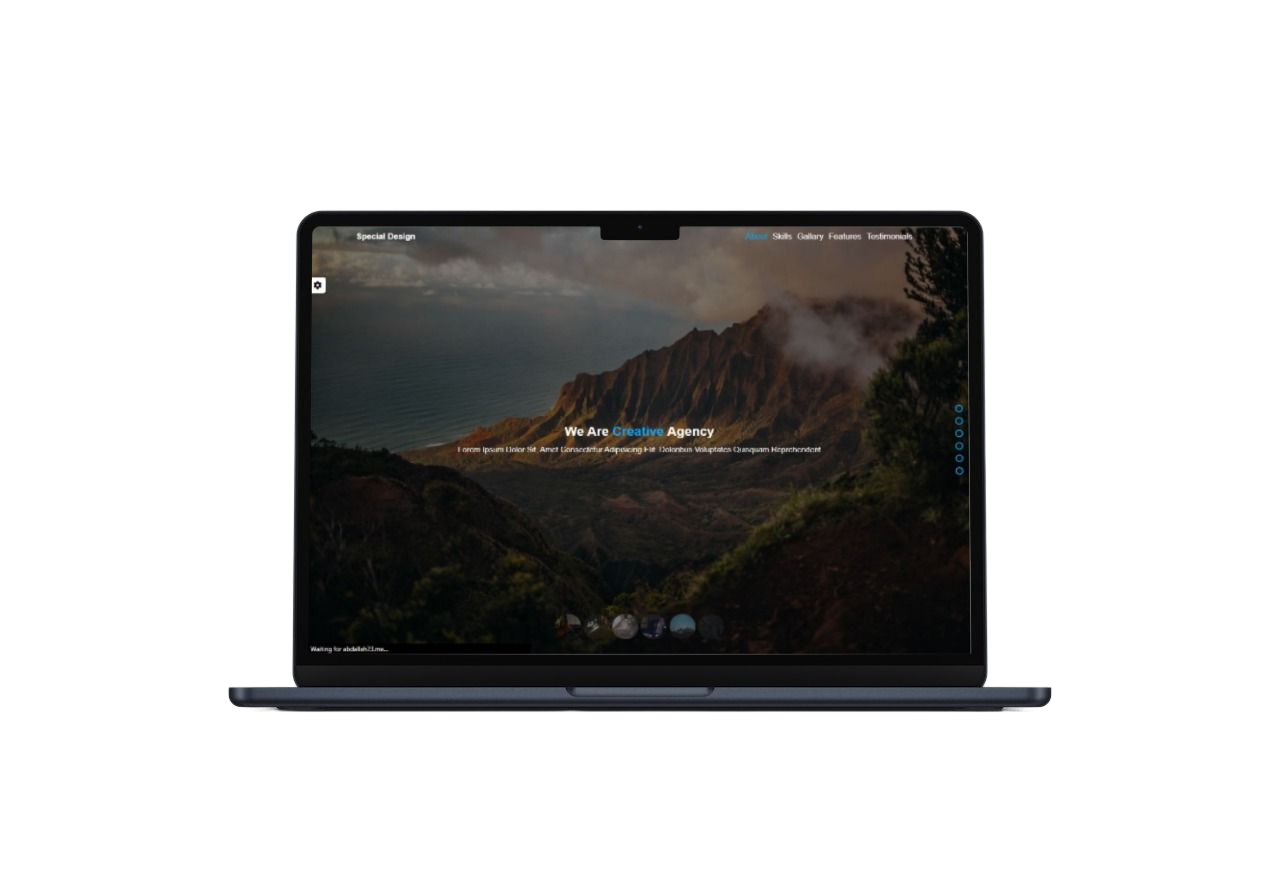 Special Design
About Skills Gallary Features Testimonials
We Are Creative Agency
Lorem Ipsum Dolor Sit, Amet Consectetur Adipisicing Elit. Doloribus Voluptates Quisquam Reprehenderit
Waiting for abdallah23.me...